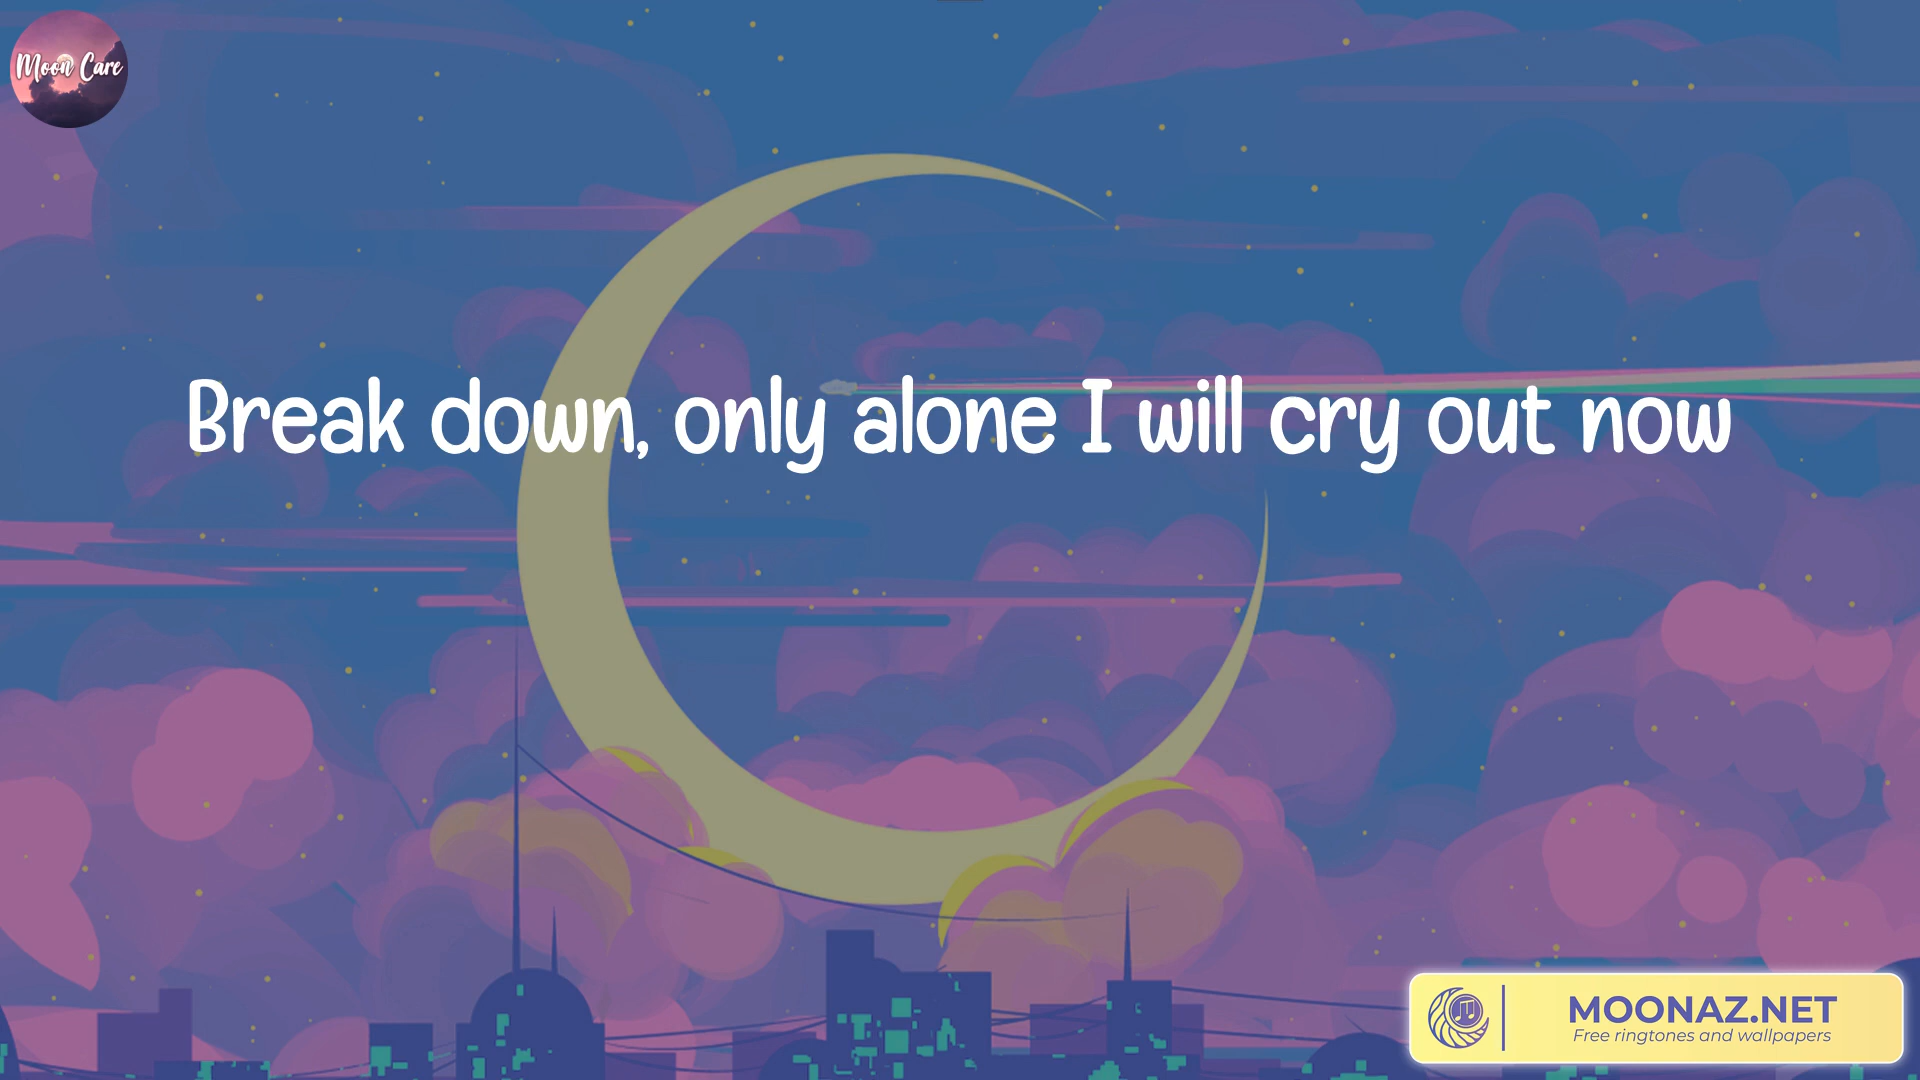 Moon Care
Break down, only alone I will cry out now
MOONAZ.NET
Free ringtones and wallpapers